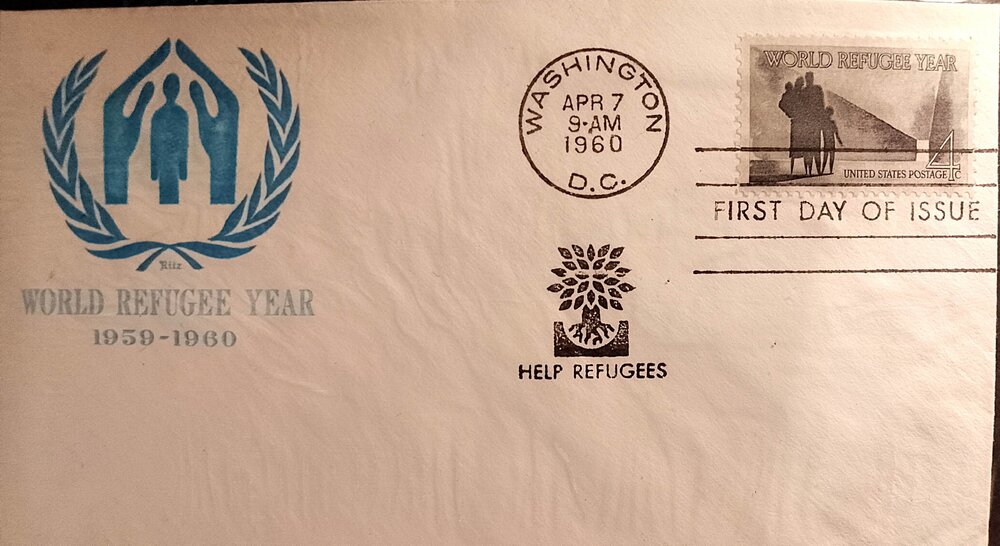 Ritz
WORLD REFUGEE YEAR
1959-1960
WASHINGTON
APR 7
9-AM
1960
D.C.
HELP REFUGEES
WORLD REFUGEE YEAR
4c
UNITED STATES POSTAGE
FIRST DAY OF ISSUE